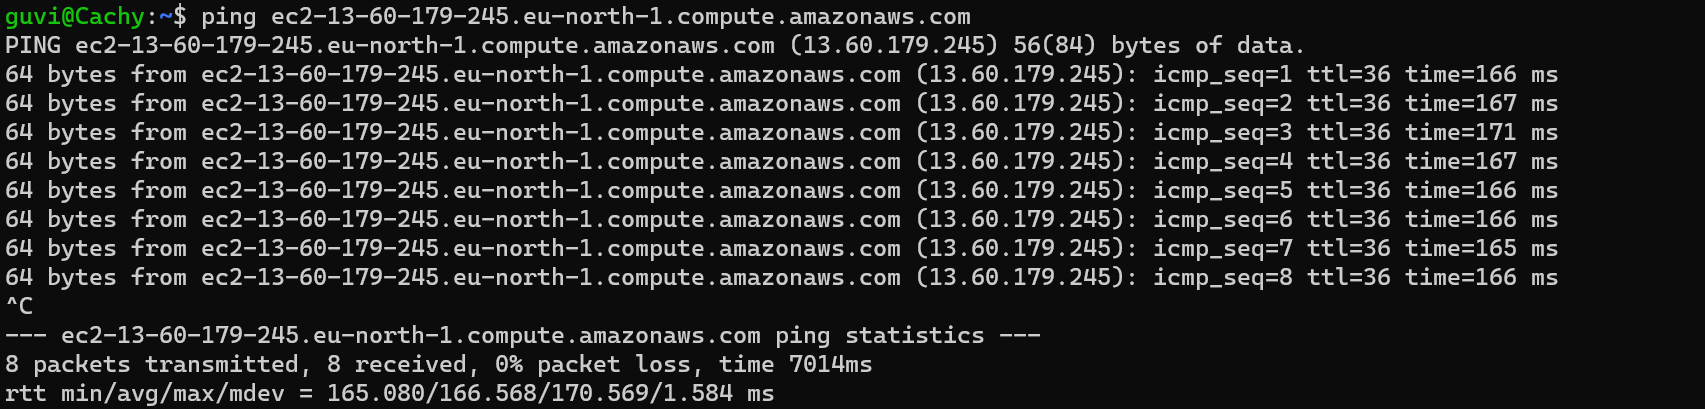 guvi@Cachy:~$ ping ec2-13-60-179-245.eu-north-1.compute.amazonaws.com
PING ec2-13-60-179-245.eu-north-1.compute.amazonaws.com (13.60.179.245) 56(84) bytes of data.
64 bytes from ec2-13-60-179-245.eu-north-1.compute.amazonaws.com (13.60.179.245): icmp_seq=1 ttl=36 time=166 ms
64 bytes from ec2-13-60-179-245.eu-north-1.compute.amazonaws.com (13.60.179.245): icmp_seq=2 ttl=36 time=167 ms
64 bytes from ec2-13-60-179-245.eu-north-1.compute.amazonaws.com (13.60.179.245): icmp_seq=3 ttl=36 time=171 ms
64 bytes from ec2-13-60-179-245.eu-north-1.compute.amazonaws.com (13.60.179.245): icmp_seq=4 ttl=36 time=167 ms
64 bytes from ec2-13-60-179-245.eu-north-1.compute.amazonaws.com (13.60.179.245): icmp_seq=5 ttl=36 time=166 ms
64 bytes from ec2-13-60-179-245.eu-north-1.compute.amazonaws.com (13.60.179.245): icmp_seq=6 ttl=36 time=166 ms
64 bytes from ec2-13-60-179-245.eu-north-1.compute.amazonaws.com (13.60.179.245): icmp_seq=7 ttl=36 time=165 ms
64 bytes from ec2-13-60-179-245.eu-north-1.compute.amazonaws.com (13.60.179.245): icmp_seq=8 ttl=36 time=166 ms
^C
--- ec2-13-60-179-245.eu-north-1.compute.amazonaws.com ping statistics ---
8 packets transmitted, 8 received, 0% packet loss, time 7014ms
rtt min/avg/max/mdev = 165.080/166.568/170.569/1.584 ms